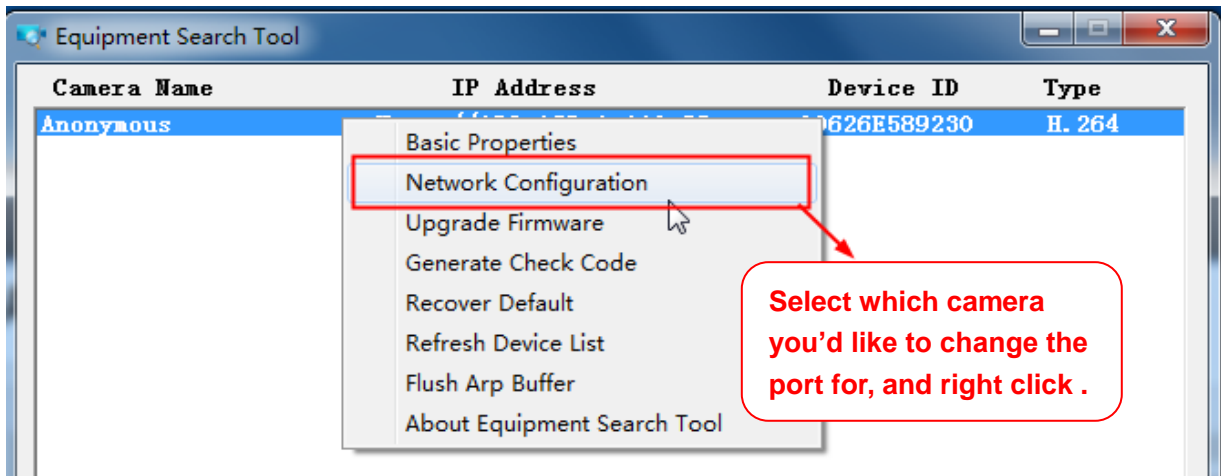 Equipment Search Tool
Camera Name IP Address Device ID Type
Anonymous H.264
Basic Properties
Network Configuration
Upgrade Firmware
Generate Check Code
Recover Default
Refresh Device List
Flush Arp Buffer
About Equipment Search Tool
Select which camera
you’d like to change the
port for, and right click .